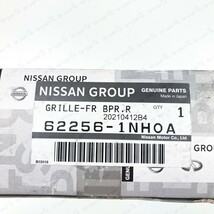 NISSAN GROUP
NISSAN GROUP
GENUINE PARTS
Made in Japan
NISSAN
GRILLE-FR BPR.R
QTY
20210412B4
1
62256-1NH0A
Nissan Motor Co., Ltd.